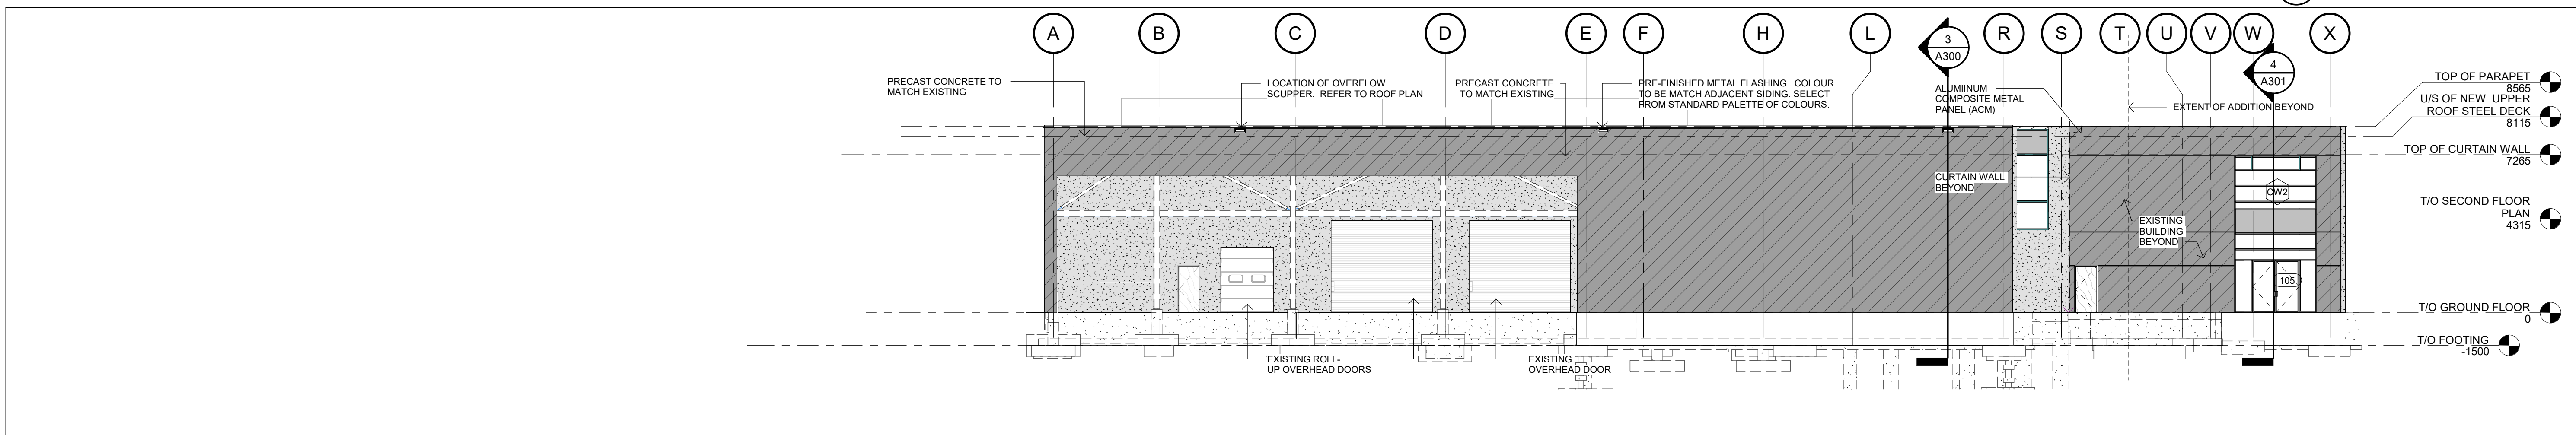 A B C D E F H L R S T U V W X
3
A300
4
A301
PRECAST CONCRETE TO
MATCH EXISTING
LOCATION OF OVERFLOW
SCUPPER. REFER TO ROOF PLAN
PRECAST CONCRETE
TO MATCH EXISTING
PRE-FINISHED METAL FLASHING . COLOUR
TO BE MATCH ADJACENT SIDING. SELECT
FROM STANDARD PALETTE OF COLOURS.
ALUMIINUM
COMPOSITE METAL
PANEL (ACM)
EXTENT OF ADDITION BEYOND
TOP OF PARAPET
8565
U/S OF NEW UPPER
ROOF STEEL DECK
8115
TOP OF CURTAIN WALL
7265
CURTAIN WALL
BEYOND
CW2
T/O SECOND FLOOR
PLAN
4315
EXISTING
BUILDING
BEYOND
105
T/O GROUND FLOOR
0
T/O FOOTING
-1500
EXISTING ROLL-
UP OVERHEAD DOORS
EXISTING
OVERHEAD DOOR